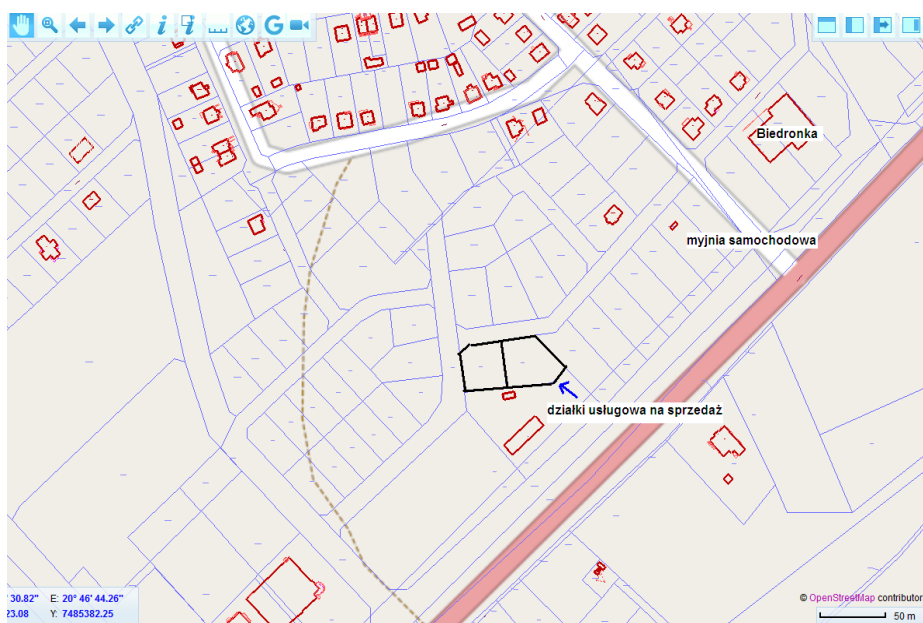 Biedronka
myjnia samochodowa
działki usługowa na sprzedaż
' 30.82" E: 20° 46' 44.26"
23.08 Y: 7485382.25
© OpenStreetMap contributor
50 m